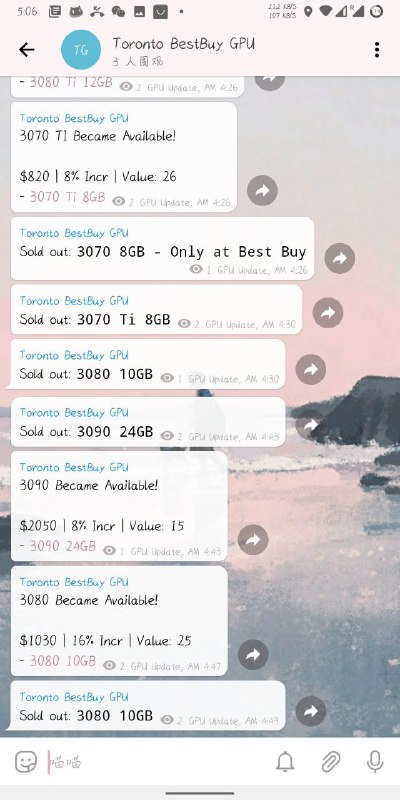 5:06
212 KB/S
107 KB/S
R
78
TG
Toronto BestBuy GPU
3 人围观
- 3080 Ti 12GB 2 GPU Update, AM 4:26
Toronto BestBuy GPU
3070 TI Became Available!
$820 | 8% Incr | Value: 26
- 3070 Ti 8GB 2 GPU Update, AM 4:26
Toronto BestBuy GPU
Sold out: 3070 8GB - Only at Best Buy
1 GPU Update, AM 4:26
Toronto BestBuy GPU
Sold out: 3070 Ti 8GB 2 GPU Update, AM 4:30
Toronto BestBuy GPU
Sold out: 3080 10GB 1 GPU Update, AM 4:30
Toronto BestBuy GPU
Sold out: 3090 24GB 2 GPU Update, AM 4:43
Toronto BestBuy GPU
3090 Became Available!
$2050 | 8% Incr | Value: 15
- 3090 24GB 1 GPU Update, AM 4:43
Toronto BestBuy GPU
3080 Became Available!
$1030 | 16% Incr | Value: 25
- 3080 10GB 2 GPU Update, AM 4:47
Toronto BestBuy GPU
Sold out: 3080 10GB 2 GPU Update, AM 4:49
喵喵